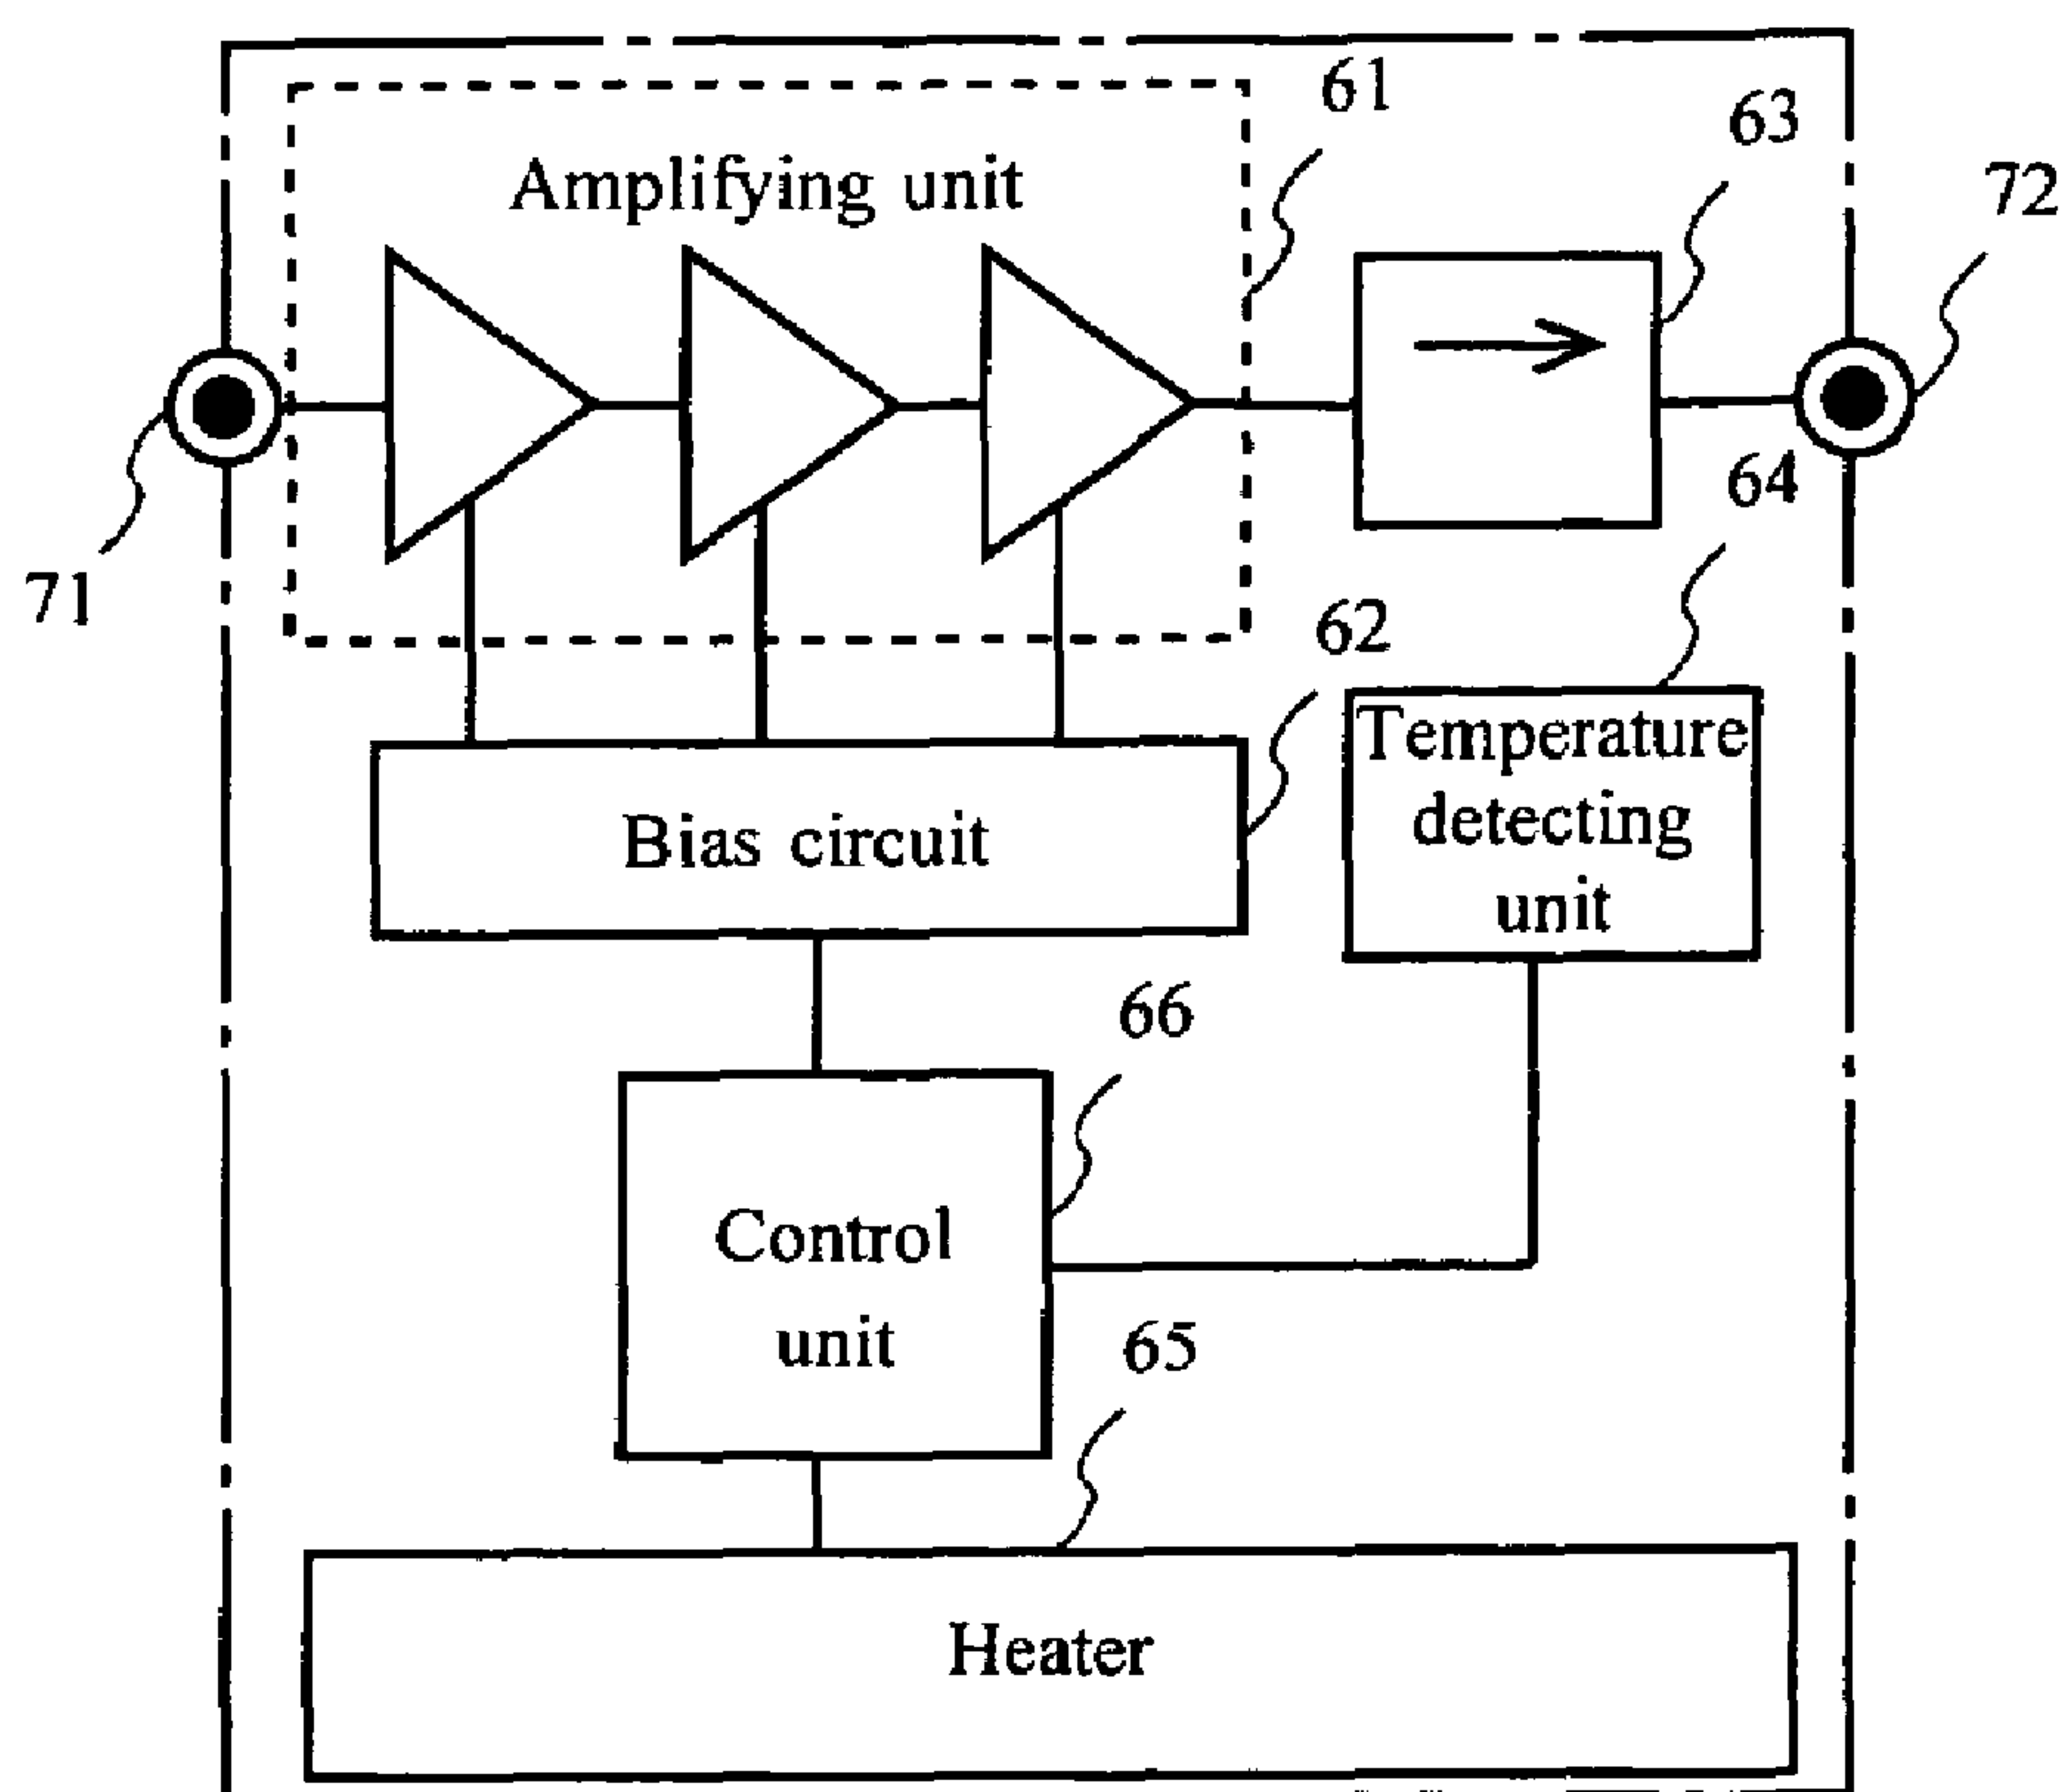 61
63
72
Amplifying unit
64
71
62
Temperature
detecting
unit
Bias circuit
66
Control
unit
65
Heater